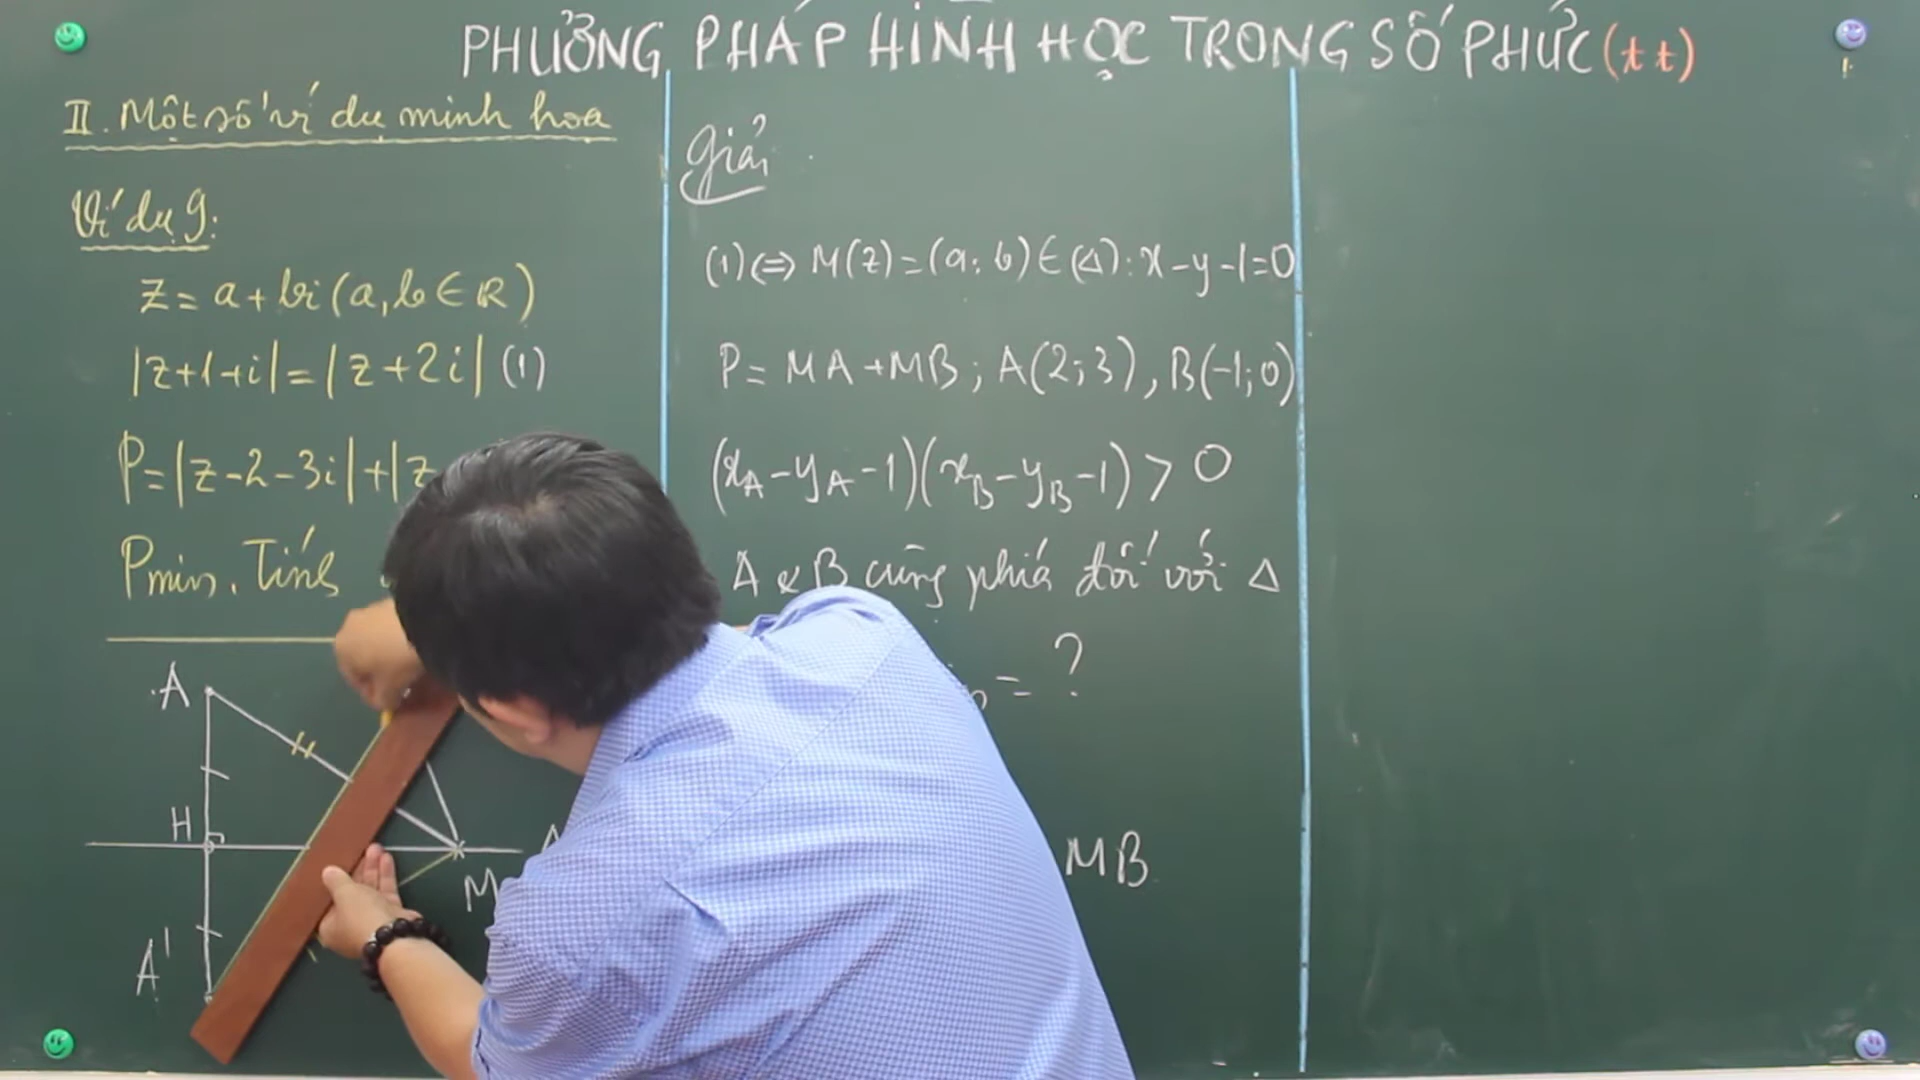 PHƯƠNG PHÁP HÌNH HỌC TRONG SỐ PHỨC (tt)
II. Một số ví dụ minh hoa
Ví dụ 9:
z = a + bi (a, b ∈ R)
|z+1+i| = |z+2i| (1)
P = |z-2-3i| + |z
Pmin. Tính
A
H
M
A'
Giải
(1) ⇔ M(z) = (a; b) ∈ (Δ): x - y - 1 = 0
P = MA + MB; A(2;3), B(-1;0)
(xA - yA - 1)(xB - yB - 1) > 0
A & B cùng phía đối với Δ
= ?
MB